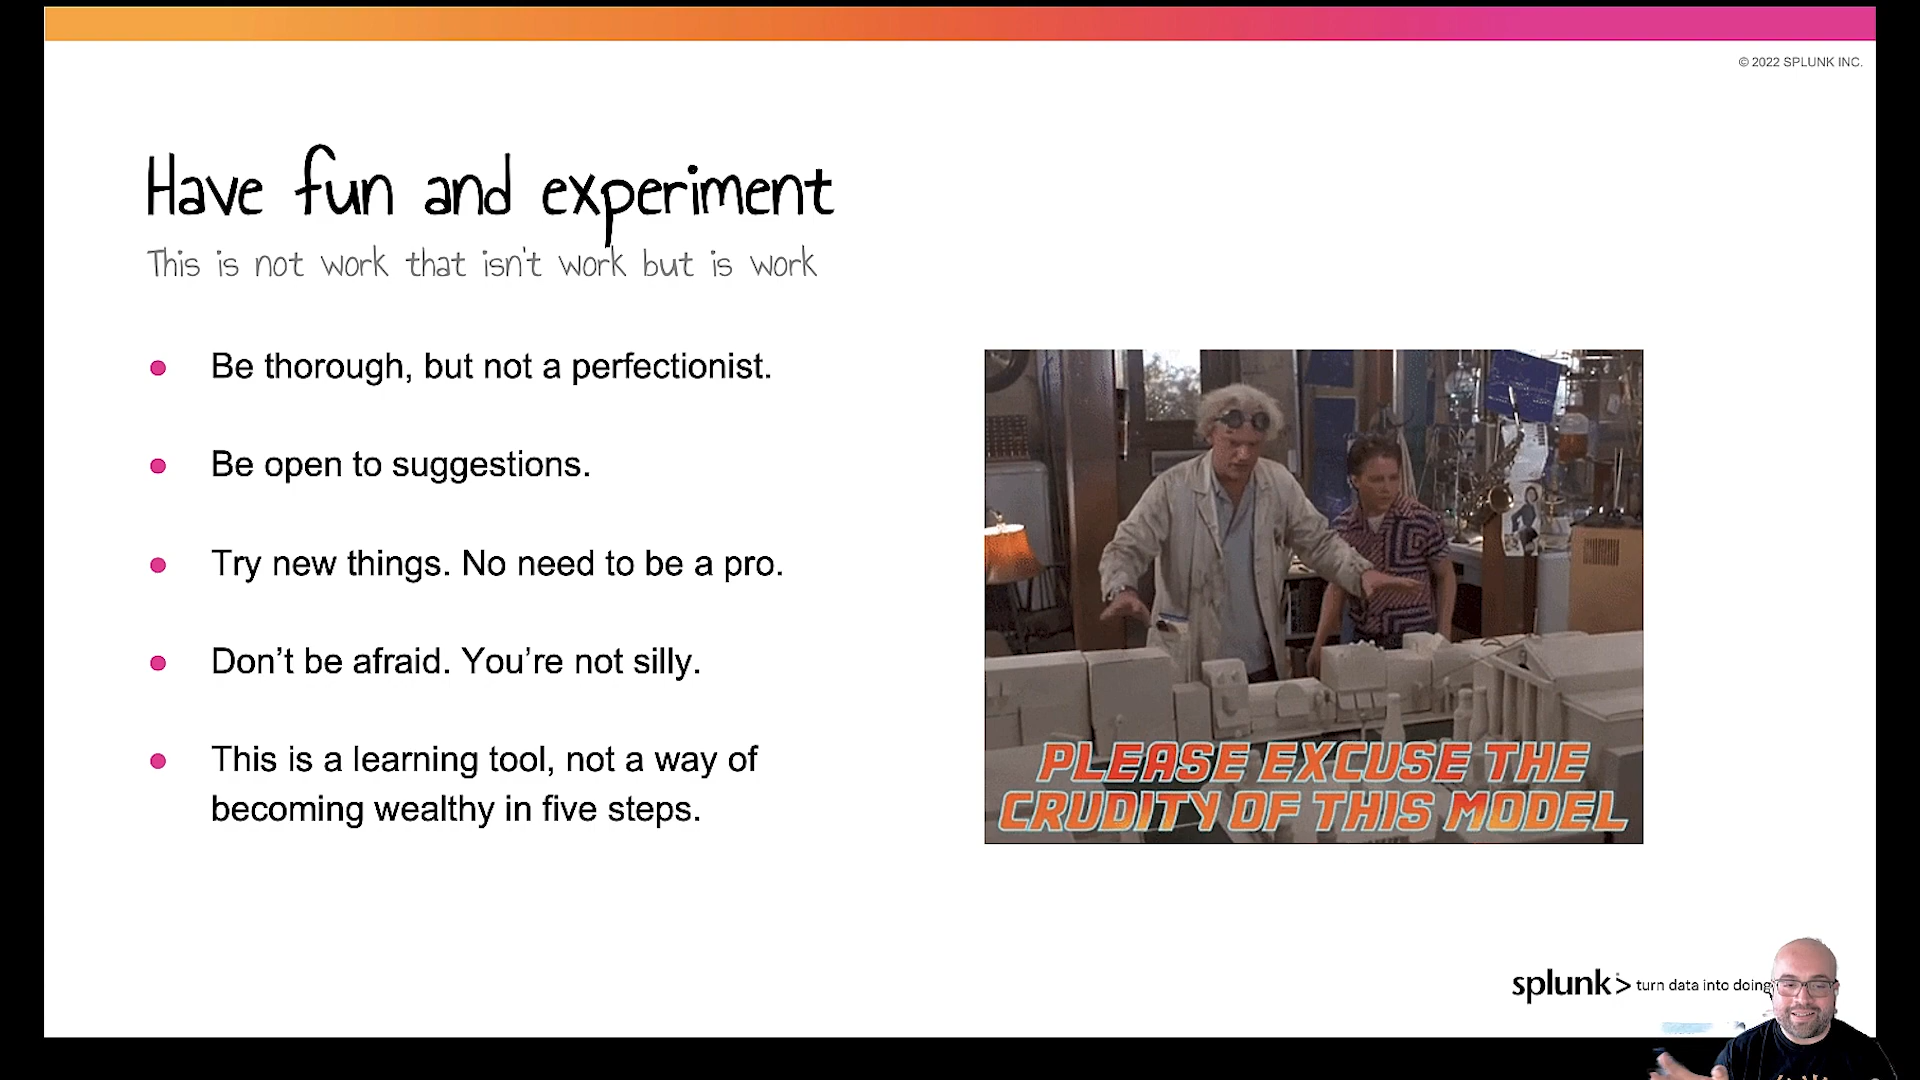 © 2022 SPLUNK INC.
Have fun and experiment
This is not work that isn't work but is work
Be thorough, but not a perfectionist.
Be open to suggestions.
Try new things. No need to be a pro.
Don’t be afraid. You’re not silly.
This is a learning tool, not a way of
becoming wealthy in five steps.
PLEASE EXCUSE THE
CRUDITY OF THIS MODEL
splunk> turn data into doing